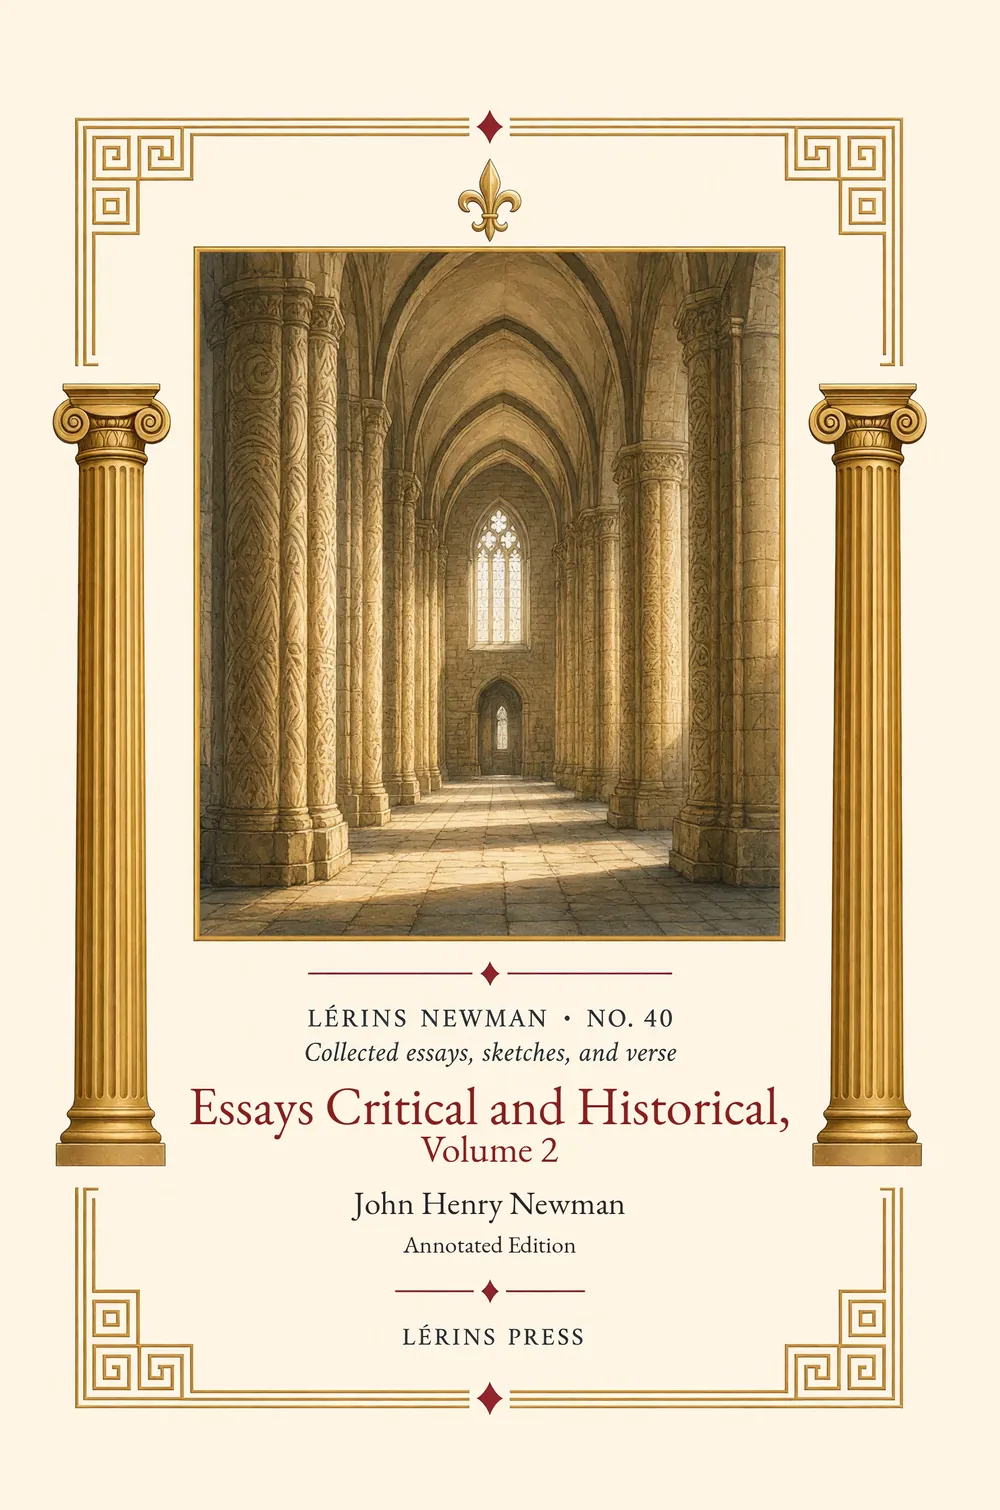 LÉRINS NEWMAN • NO. 40
Collected essays, sketches, and verse
Essays Critical and Historical,
Volume 2
John Henry Newman
Annotated Edition
LÉRINS PRESS